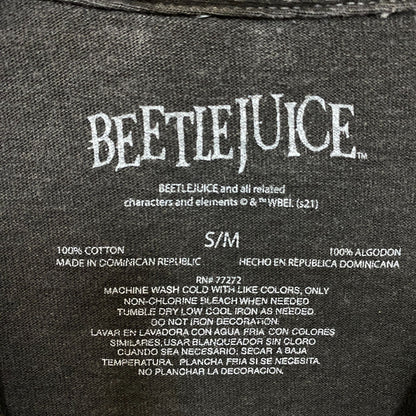 BEETLEJUICE™
BEETLEJUICE and all related
characters and elements © & ™ WBEI. (s21)
S/M
100% COTTON
MADE IN DOMINICAN REPUBLIC
100% ALGODON
HECHO EN REPUBLICA DOMINICANA
RN# 77272
MACHINE WASH COLD WITH LIKE COLORS, ONLY
NON-CHLORINE BLEACH WHEN NEEDED
TUMBLE DRY LOW COOL IRON AS NEEDED.
DO NOT IRON DECORATION.
LAVAR EN LAVADORA CON AGUA FRIA CON COLORES
SIMILARES, USAR BLANQUEADOR SIN CLORO
CUANDO SEA NECESARIO, SECAR A BAJA
TEMPERATURA. PLANCHA FRIA SI SE NECESITA.
NO PLANCHAR LA DECORACION.